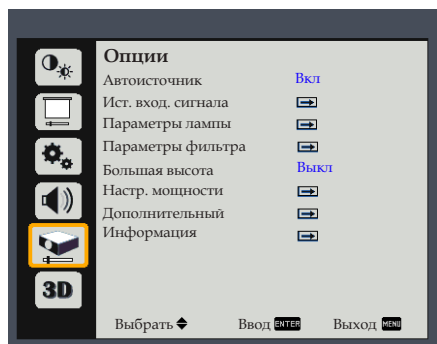 Опции
Автоисточник Вкл
Ист. вход. сигнала
Параметры лампы
Параметры фильтра
Большая высота Выкл
Настр. мощности
Дополнительный
Информация
3D
Выбрать Ввод ENTER Выход MENU